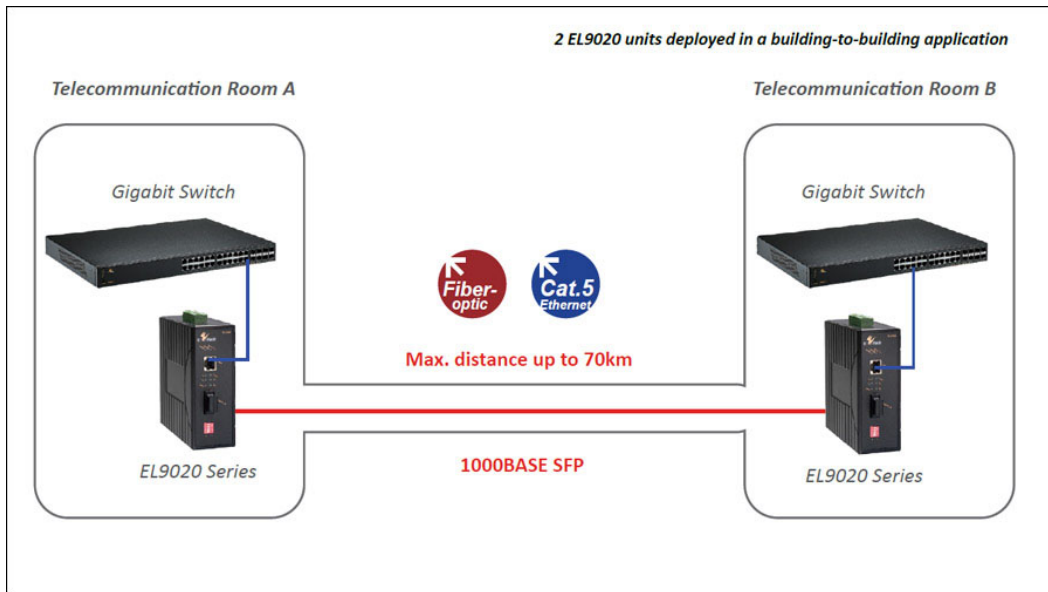 2 EL9020 units deployed in a building-to-building application
Telecommunication Room A
Telecommunication Room B
Gigabit Switch
Gigabit Switch
Fiber-
optic
Cat.5
Ethernet
Max. distance up to 70km
1000BASE SFP
EL9020 Series
EL9020 Series